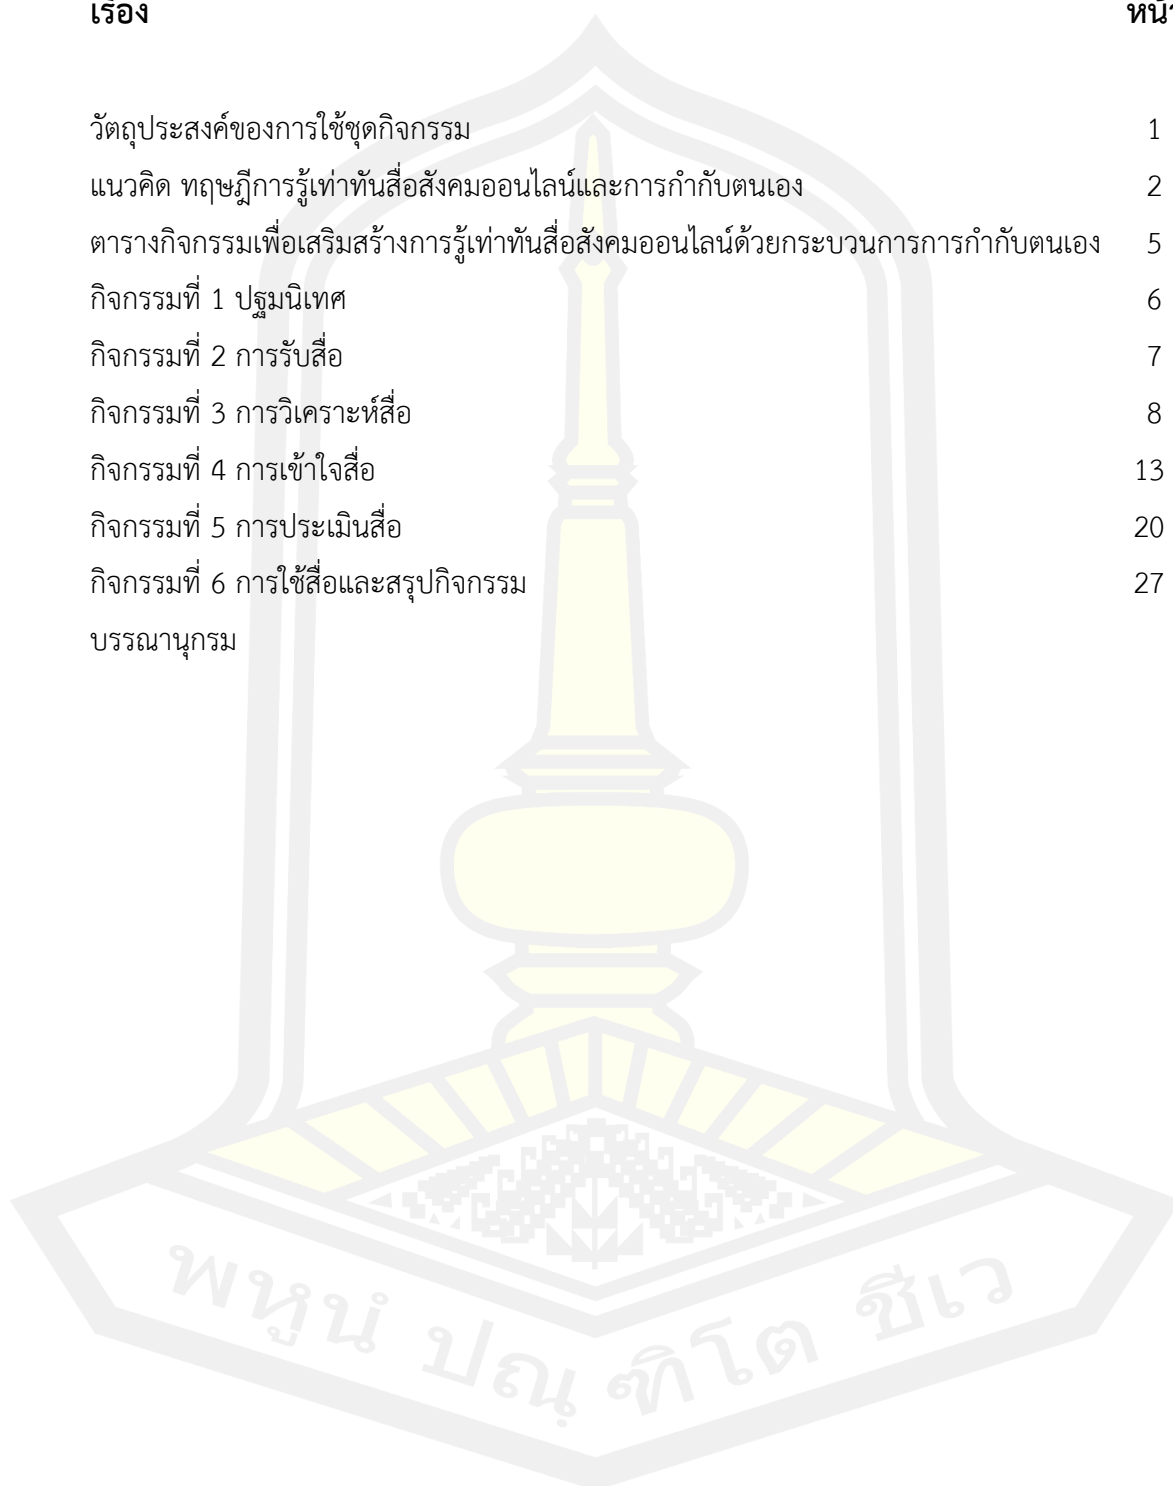 เรื่อง หน้า
วัตถุประสงค์ของการใช้ชุดกิจกรรม 1
แนวคิด ทฤษฎีการรู้เท่าทันสื่อสังคมออนไลน์และการกำกับตนเอง 2
ตารางกิจกรรมเพื่อเสริมสร้างการรู้เท่าทันสื่อสังคมออนไลน์ด้วยกระบวนการการกำกับตนเอง 5
กิจกรรมที่ 1 ปฐมนิเทศ 6
กิจกรรมที่ 2 การรับสื่อ 7
กิจกรรมที่ 3 การวิเคราะห์สื่อ 8
กิจกรรมที่ 4 การเข้าใจสื่อ 13
กิจกรรมที่ 5 การประเมินสื่อ 20
กิจกรรมที่ 6 การใช้สื่อและสรุปกิจกรรม 27
บรรณานุกรม
พหูนํ ปณฺ ฑิโต ชีเว